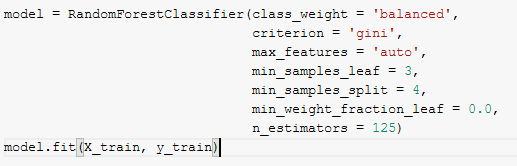 model = RandomForestClassifier(class_weight = 'balanced',
                               criterion = 'gini',
                               max_features = 'auto',
                               min_samples_leaf = 3,
                               min_samples_split = 4,
                               min_weight_fraction_leaf = 0.0,
                               n_estimators = 125)
model.fit(X_train, y_train)